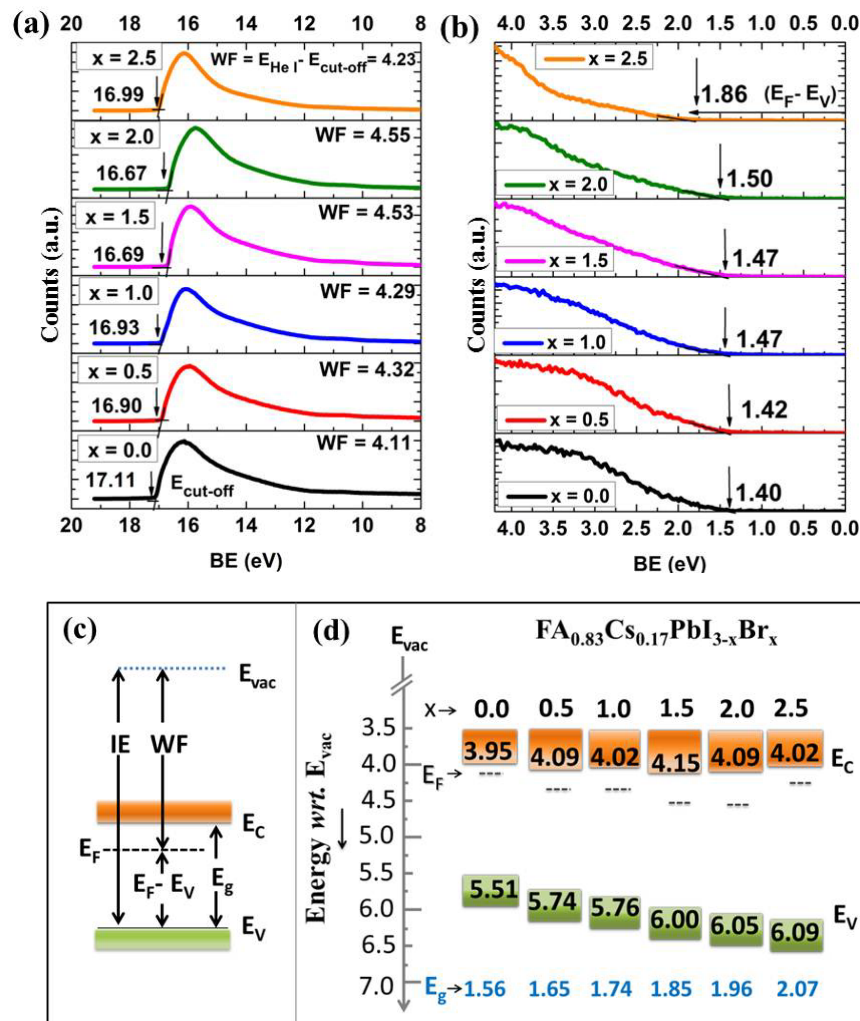 (a)
20 18 16 14 12 10 8
x = 2.5
WF = E_He I - E_cut-off = 4.23
16.99
x = 2.0
WF = 4.55
16.67
x = 1.5
WF = 4.53
16.69
x = 1.0
WF = 4.29
16.93
x = 0.5
WF = 4.32
16.90
x = 0.0
WF = 4.11
17.11
E_cut-off
Counts (a.u.)
20 18 16 14 12 10 8
BE (eV)
(b)
4.0 3.5 3.0 2.5 2.0 1.5 1.0 0.5 0.0
x = 2.5
1.86 (E_F - E_V)
x = 2.0
1.50
x = 1.5
1.47
x = 1.0
1.47
x = 0.5
1.42
x = 0.0
1.40
Counts (a.u.)
4.0 3.5 3.0 2.5 2.0 1.5 1.0 0.5 0.0
BE (eV)
(c)
E_vac
IE WF
E_C
E_F
E_F - E_V
E_g
E_V
(d)
E_vac
FA_0.83Cs_0.17PbI_3-xBr_x
x→ 0.0 0.5 1.0 1.5 2.0 2.5
3.5
4.0
4.5
5.0
5.5
6.0
6.5
7.0
Energy wrt. E_vac
E_F
3.95 4.09 4.02 4.15 4.09 4.02 E_C
5.51 5.74 5.76 6.00 6.05 6.09 E_V
E_g→ 1.56 1.65 1.74 1.85 1.96 2.07